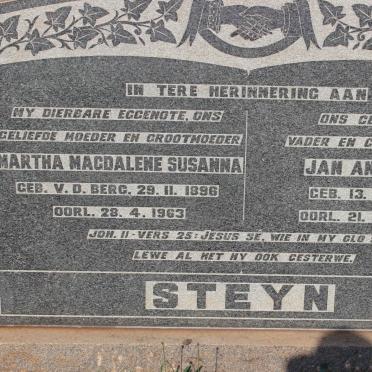 IN TERE HERINNERING AAN
MY DIERBARE EGGENOTE, ONS
GELIEFDE MOEDER EN GROOTMOEDER
MARTHA MAGDALENE SUSANNA
GEB. V. D. BERG, 29. 11. 1896
OORL. 28. 4. 1963
ONS GE
VADER EN G
JAN AN
GEB. 13.
OORL. 21.
JOH. 11 - VERS 25: JESUS SÊ, WIE IN MY GLO
LEWE AL HET HY OOK GESTERWE.
STEYN